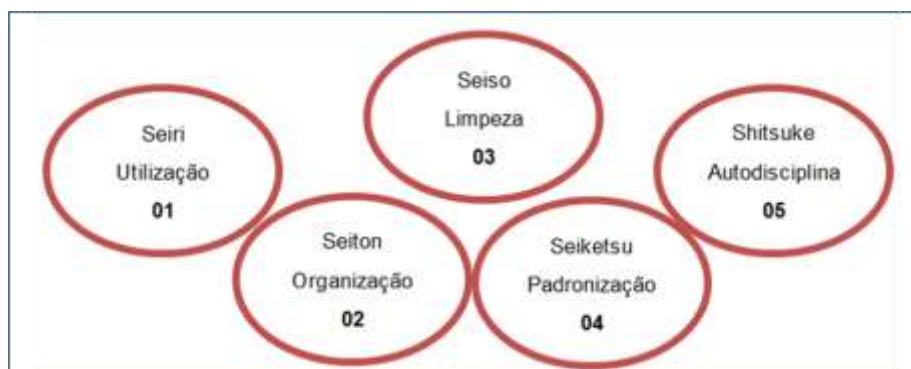 Seiri
Utilização
01
Seiton
Organização
02
Seiso
Limpeza
03
Seiketsu
Padronização
04
Shitsuke
Autodisciplina
05